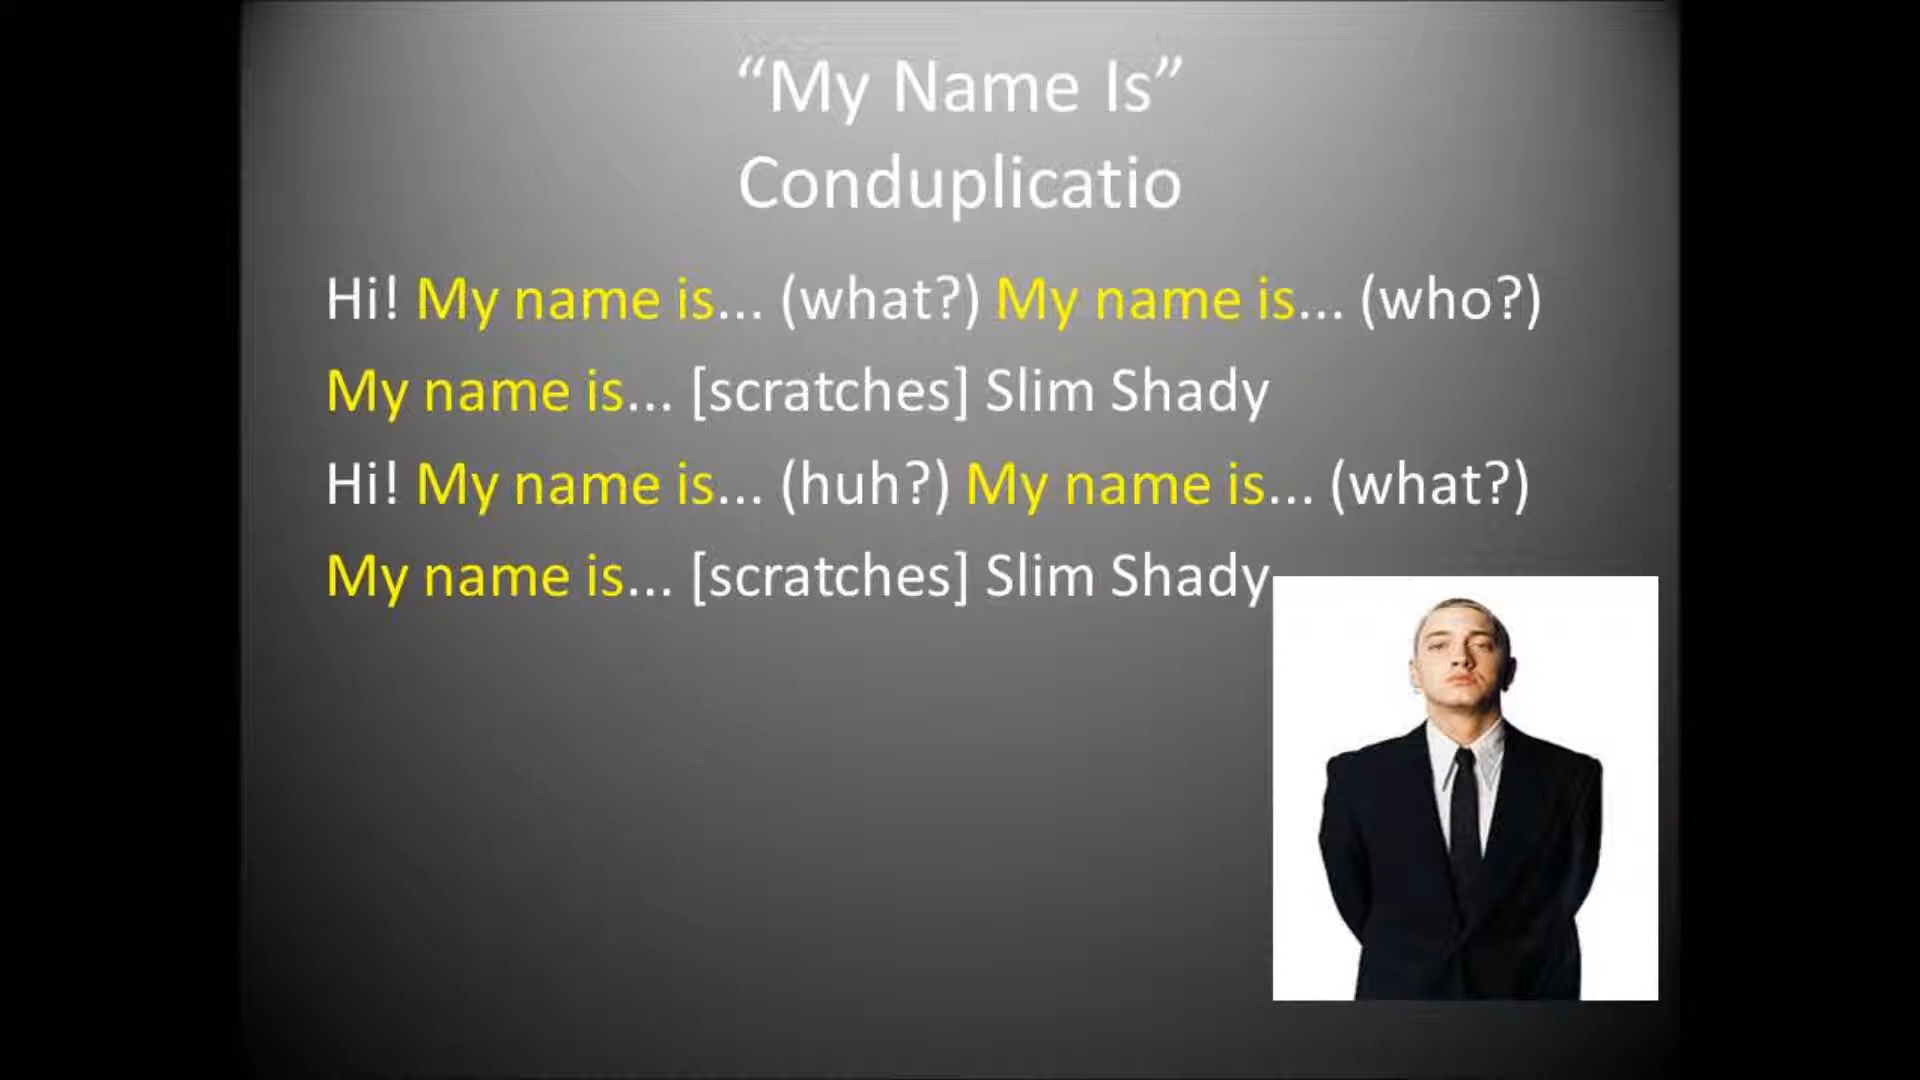 “My Name Is”
Conduplicatio
Hi! My name is... (what?) My name is... (who?)
My name is... [scratches] Slim Shady
Hi! My name is... (huh?) My name is... (what?)
My name is... [scratches] Slim Shady